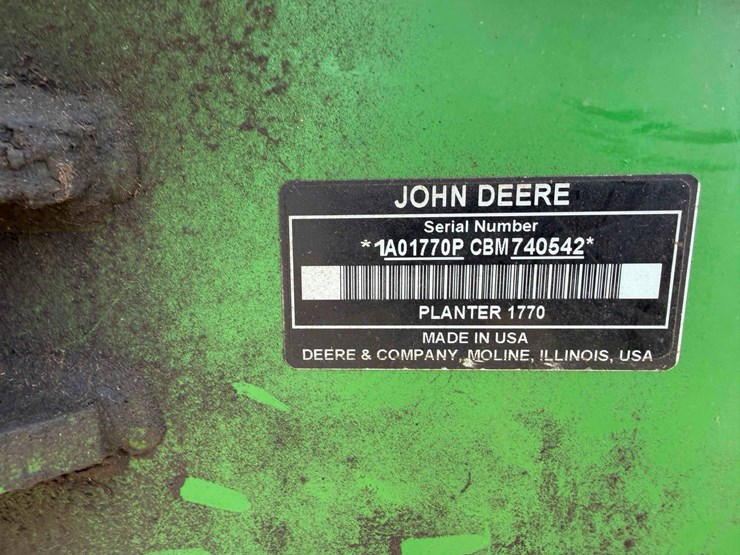 JOHN DEERE
Serial Number
*1A01770P CBM740542*
PLANTER 1770
MADE IN USA
DEERE & COMPANY, MOLINE, ILLINOIS, USA